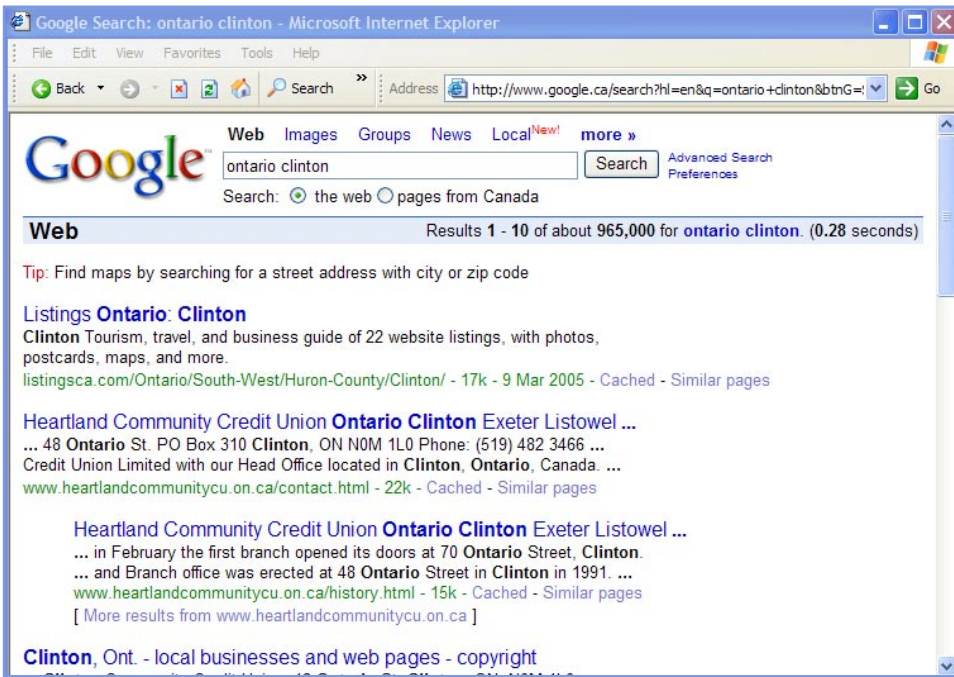 Google Search: ontario clinton - Microsoft Internet Explorer
File Edit View Favorites Tools Help
Back Search » Address http://www.google.ca/search?hl=en&q=ontario+clinton&btnG= Go
Web Images Groups News Local New! more »
Google™
ontario clinton Search Advanced Search
Preferences
Search: the web pages from Canada
Web Results 1 - 10 of about 965,000 for ontario clinton. (0.28 seconds)
Tip: Find maps by searching for a street address with city or zip code
Listings Ontario: Clinton
Clinton Tourism, travel, and business guide of 22 website listings, with photos,
postcards, maps, and more.
listingsca.com/Ontario/South-West/Huron-County/Clinton/ - 17k - 9 Mar 2005 - Cached - Similar pages
Heartland Community Credit Union Ontario Clinton Exeter Listowel ...
... 48 Ontario St. PO Box 310 Clinton, ON N0M 1L0 Phone: (519) 482 3466 ...
Credit Union Limited with our Head Office located in Clinton, Ontario, Canada. ...
www.heartlandcommunitycu.on.ca/contact.html - 22k - Cached - Similar pages
Heartland Community Credit Union Ontario Clinton Exeter Listowel ...
... in February the first branch opened its doors at 70 Ontario Street, Clinton.
... and Branch office was erected at 48 Ontario Street in Clinton in 1991. ...
www.heartlandcommunitycu.on.ca/history.html - 15k - Cached - Similar pages
[ More results from www.heartlandcommunitycu.on.ca ]
Clinton, Ont. - local businesses and web pages - copyright